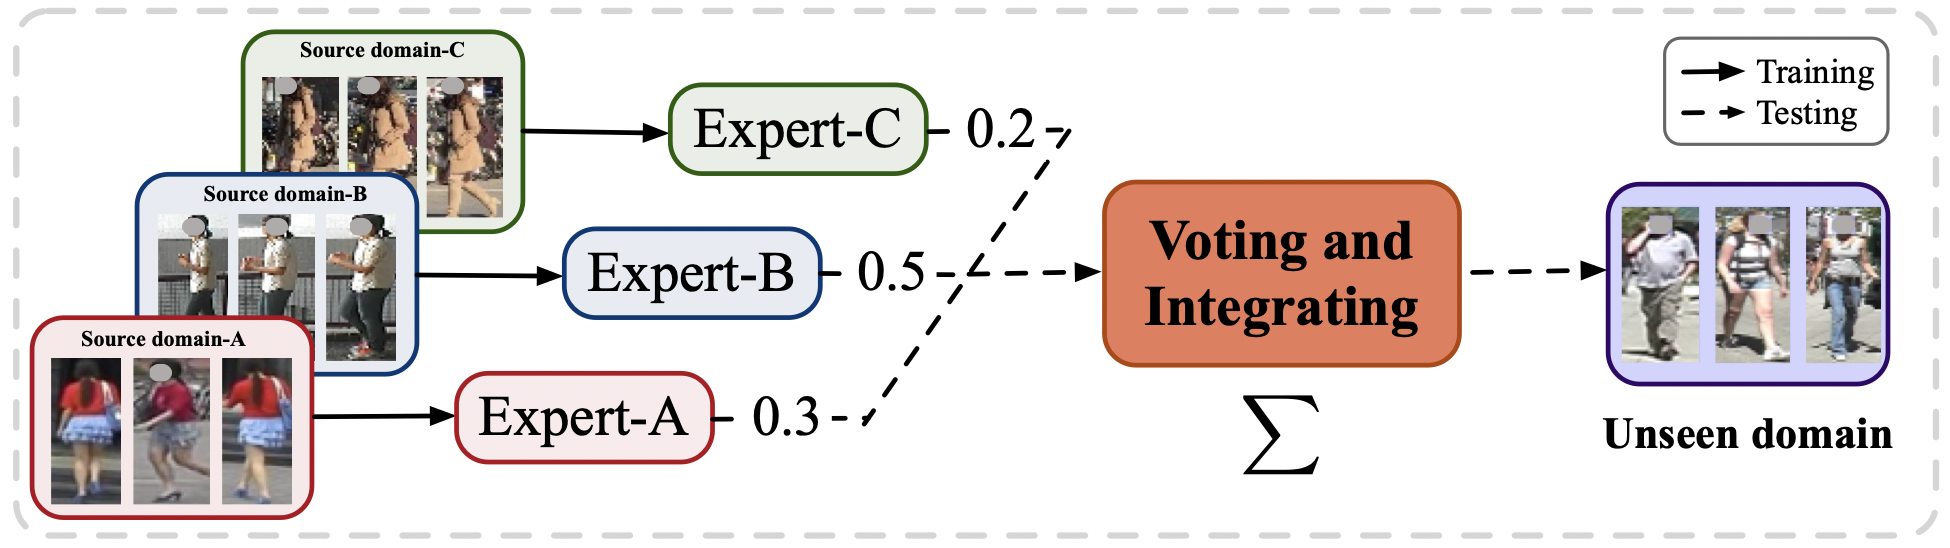 Source domain-C
Expert-C
0.2
Source domain-B
Expert-B
0.5
Source domain-A
Expert-A
0.3
Voting and
Integrating
∑
Training
Testing
Unseen domain